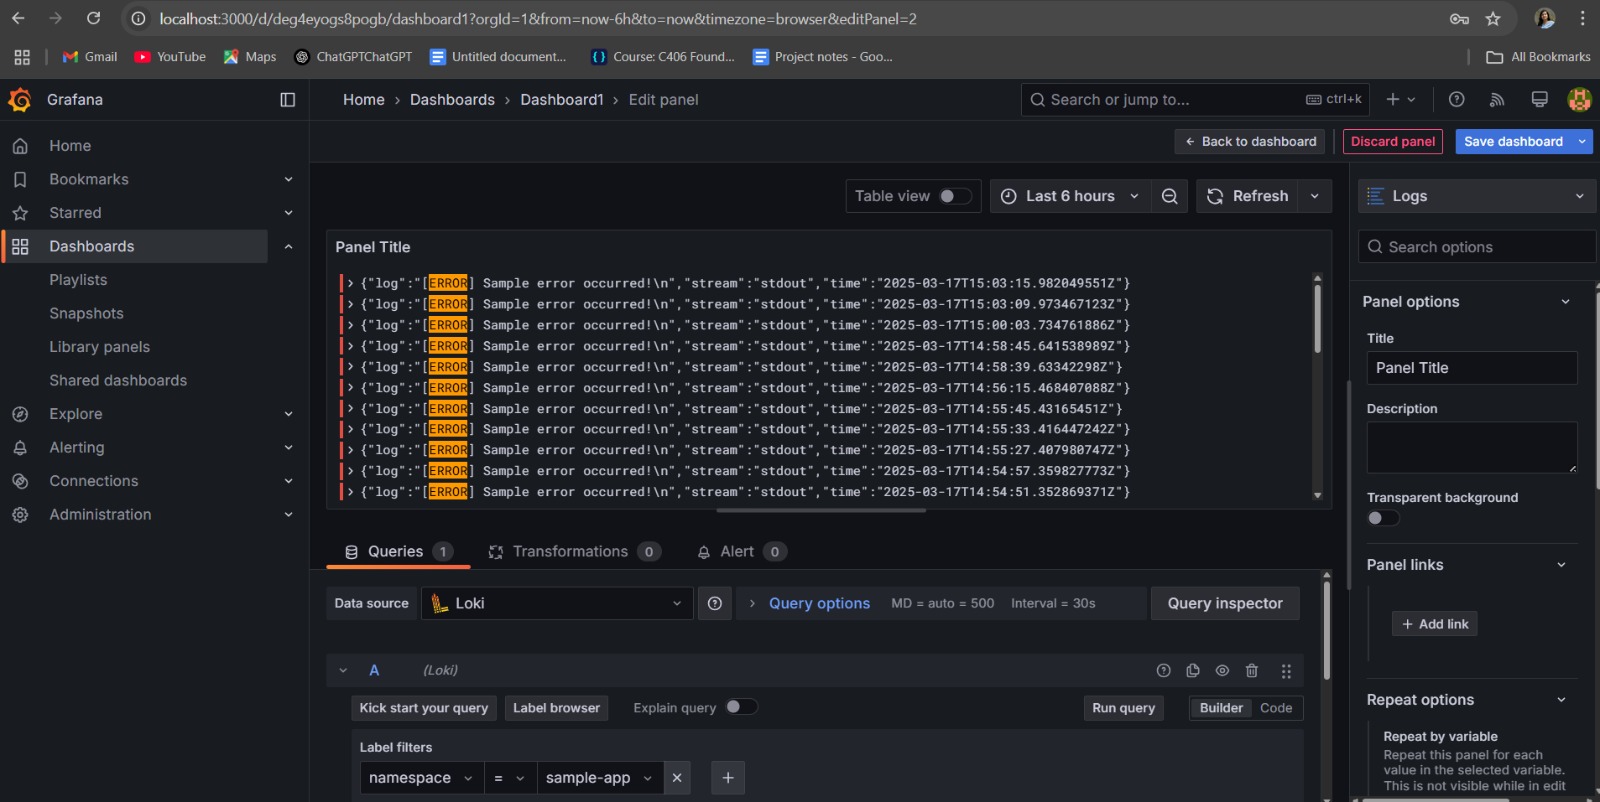 localhost:3000/d/deg4eyogs8pogb/dashboard1?orgId=1&from=now-6h&to=now&timezone=browser&editPanel=2
Gmail YouTube Maps ChatGPTChatGPT Untitled document... Course: C406 Found... Project notes - Goo... All Bookmarks
Grafana Home › Dashboards › Dashboard1 › Edit panel Search or jump to... ctrl+k
Back to dashboard Discard panel Save dashboard
Home
Bookmarks
Starred
Dashboards
Playlists
Snapshots
Library panels
Shared dashboards
Explore
Alerting
Connections
Administration
Table view Last 6 hours Refresh
Panel Title
{"log":"[ERROR] Sample error occurred!\n","stream":"stdout","time":"2025-03-17T15:03:15.982049551Z"}
{"log":"[ERROR] Sample error occurred!\n","stream":"stdout","time":"2025-03-17T15:03:09.973467123Z"}
{"log":"[ERROR] Sample error occurred!\n","stream":"stdout","time":"2025-03-17T15:00:03.734761886Z"}
{"log":"[ERROR] Sample error occurred!\n","stream":"stdout","time":"2025-03-17T14:58:45.641538989Z"}
{"log":"[ERROR] Sample error occurred!\n","stream":"stdout","time":"2025-03-17T14:58:39.63342298Z"}
{"log":"[ERROR] Sample error occurred!\n","stream":"stdout","time":"2025-03-17T14:56:15.468407088Z"}
{"log":"[ERROR] Sample error occurred!\n","stream":"stdout","time":"2025-03-17T14:55:45.43165451Z"}
{"log":"[ERROR] Sample error occurred!\n","stream":"stdout","time":"2025-03-17T14:55:33.416447242Z"}
{"log":"[ERROR] Sample error occurred!\n","stream":"stdout","time":"2025-03-17T14:55:27.407980747Z"}
{"log":"[ERROR] Sample error occurred!\n","stream":"stdout","time":"2025-03-17T14:54:57.359827773Z"}
{"log":"[ERROR] Sample error occurred!\n","stream":"stdout","time":"2025-03-17T14:54:51.352869371Z"}
Queries 1 Transformations 0 Alert 0
Data source Loki Query options MD = auto = 500 Interval = 30s Query inspector
A (Loki)
Kick start your query Label browser Explain query Run query Builder Code
Label filters
namespace = sample-app
Logs
Search options
Panel options
Title
Panel Title
Description
Transparent background
Panel links
+ Add link
Repeat options
Repeat by variable
Repeat this panel for each
value in the selected variable.
This is not visible while in edit